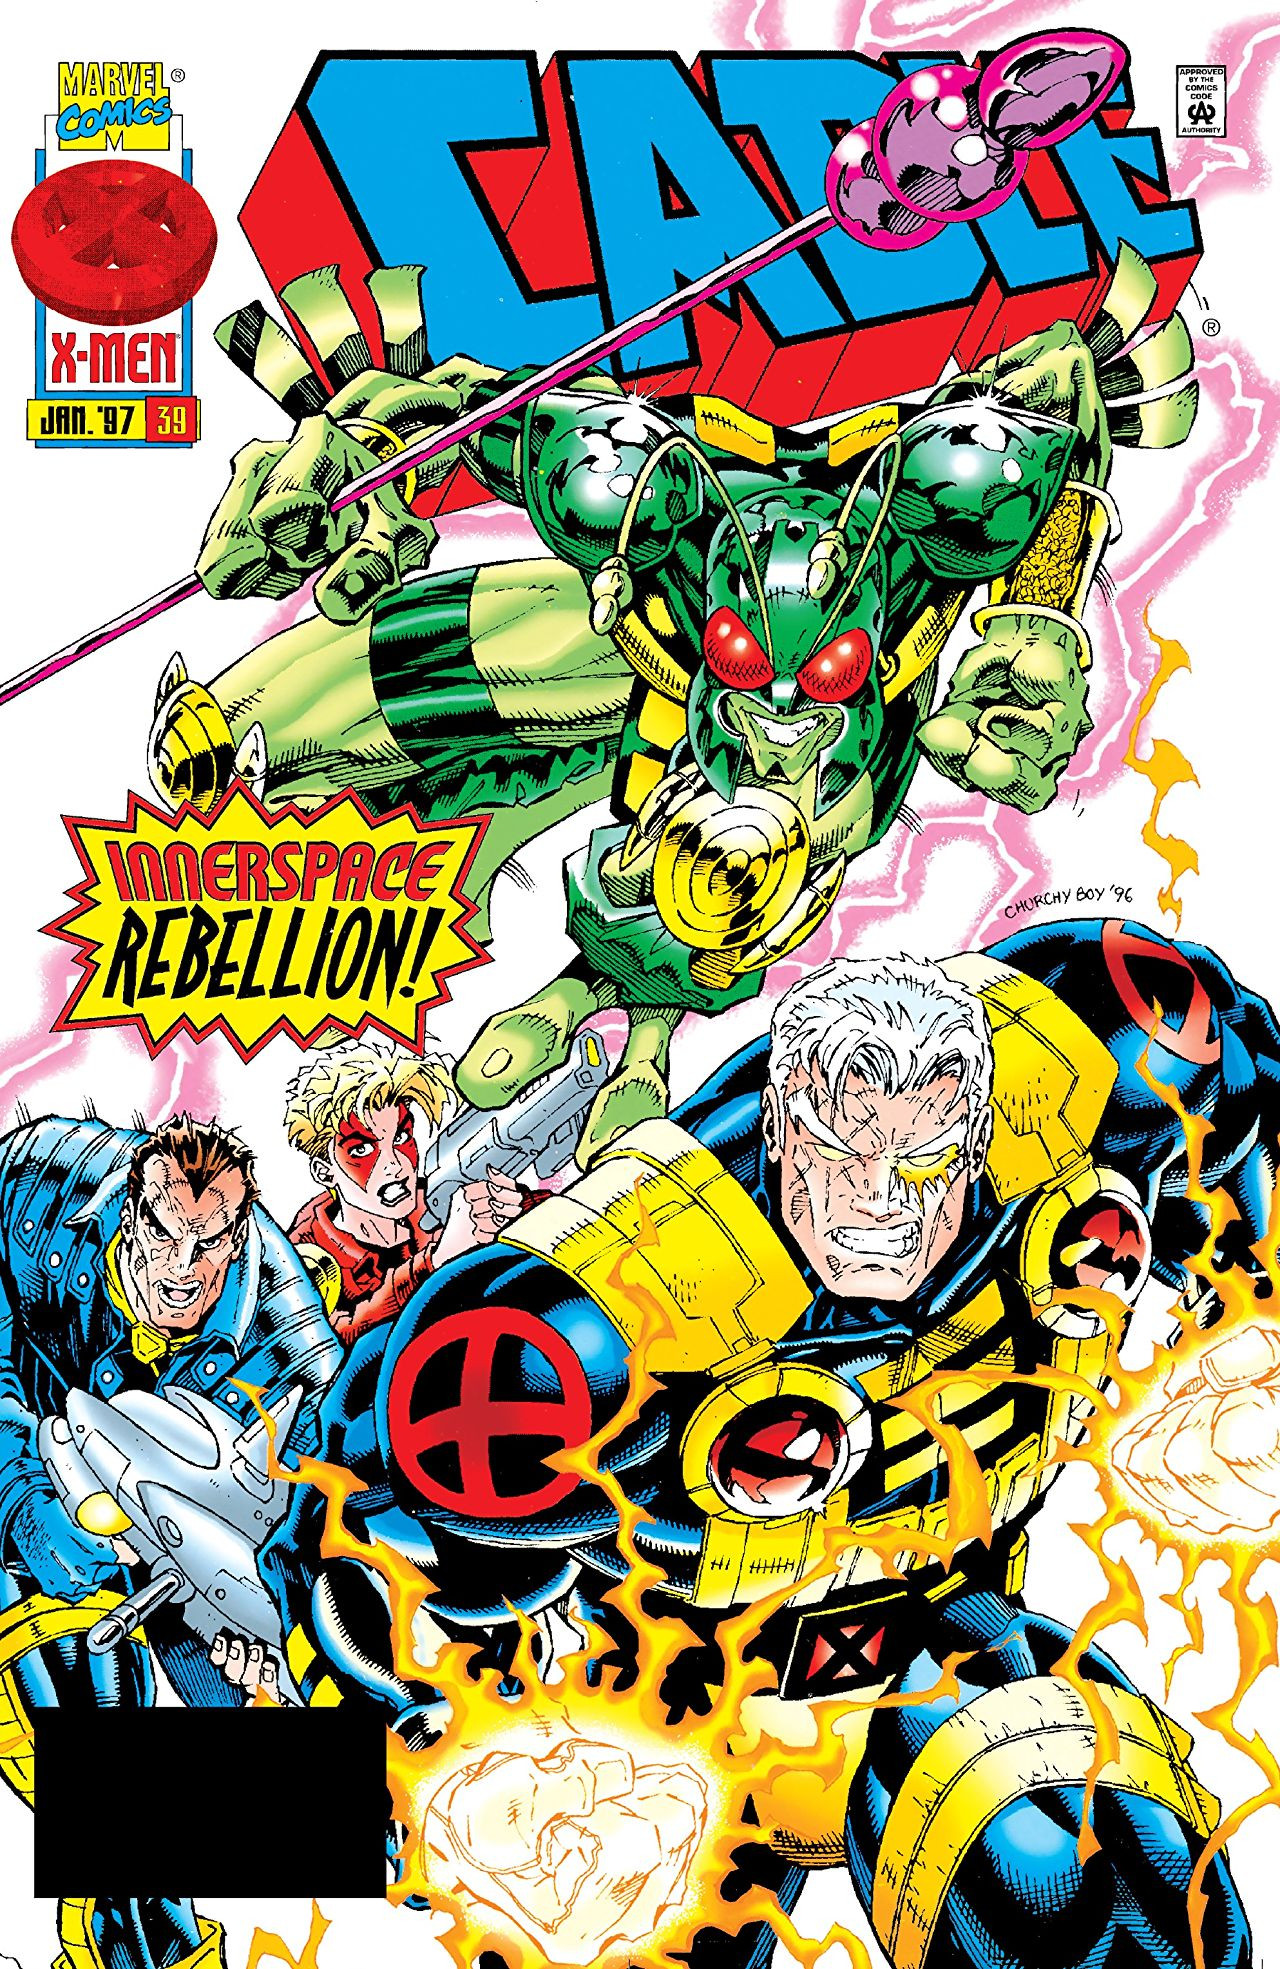 MARVEL®
COMICS
X-MEN®
JAN. '97 39
CABLE®
APPROVED
BY THE
COMICS
CODE
CA
AUTHORITY
INNERSPACE
REBELLION!
CHURCHY BOY '96